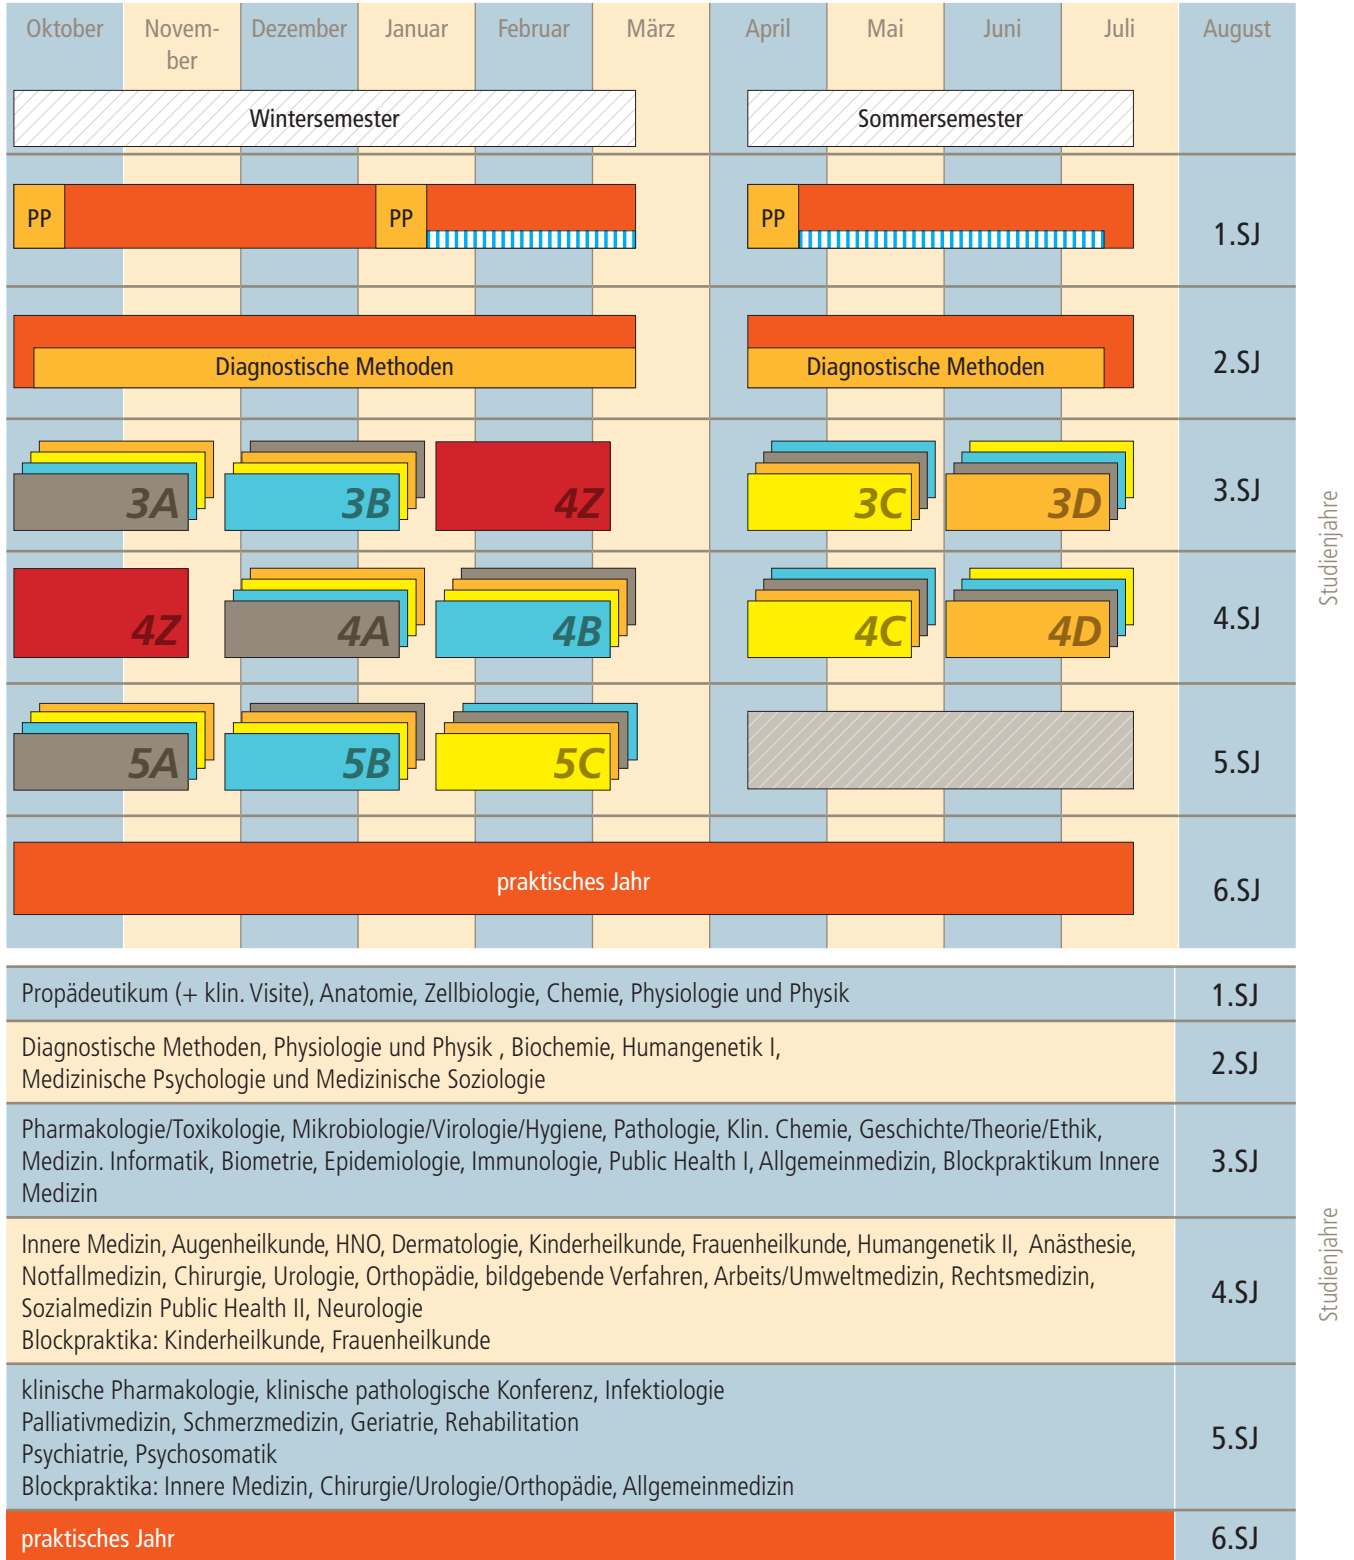 Oktober
Novem-
ber
Dezember
Januar
Februar
März
April
Mai
Juni
Juli
August
Wintersemester
Sommersemester
PP
PP
PP
1.SJ
Diagnostische Methoden
Diagnostische Methoden
2.SJ
3A
3B
4Z
3C
3D
3.SJ
4Z
4A
4B
4C
4D
4.SJ
5A
5B
5C
5.SJ
praktisches Jahr
6.SJ
Studienjahre
Propädeutikum (+ klin. Visite), Anatomie, Zellbiologie, Chemie, Physiologie und Physik
1.SJ
Diagnostische Methoden, Physiologie und Physik , Biochemie, Humangenetik I,
Medizinische Psychologie und Medizinische Soziologie
2.SJ
Pharmakologie/Toxikologie, Mikrobiologie/Virologie/Hygiene, Pathologie, Klin. Chemie, Geschichte/Theorie/Ethik,
Medizin. Informatik, Biometrie, Epidemiologie, Immunologie, Public Health I, Allgemeinmedizin, Blockpraktikum Innere
Medizin
3.SJ
Innere Medizin, Augenheilkunde, HNO, Dermatologie, Kinderheilkunde, Frauenheilkunde, Humangenetik II, Anästhesie,
Notfallmedizin, Chirurgie, Urologie, Orthopädie, bildgebende Verfahren, Arbeits/Umweltmedizin, Rechtsmedizin,
Sozialmedizin Public Health II, Neurologie
Blockpraktika: Kinderheilkunde, Frauenheilkunde
4.SJ
klinische Pharmakologie, klinische pathologische Konferenz, Infektiologie
Palliativmedizin, Schmerzmedizin, Geriatrie, Rehabilitation
Psychiatrie, Psychosomatik
Blockpraktika: Innere Medizin, Chirurgie/Urologie/Orthopädie, Allgemeinmedizin
5.SJ
praktisches Jahr
6.SJ
Studienjahre